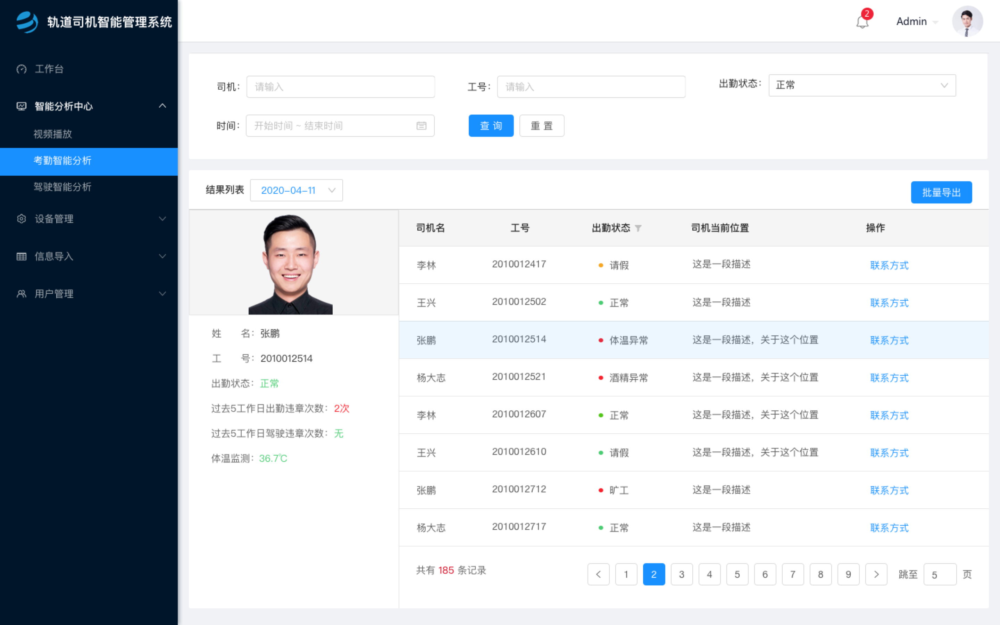 轨道司机智能管理系统
2
Admin
工作台
智能分析中心
视频播放
考勤智能分析
驾驶智能分析
设备管理
信息导入
用户管理
司机： 请输入
工号： 请输入
出勤状态： 正常
时间： 开始时间 ~ 结束时间
查 询 重 置
结果列表 2020-04-11
批量导出
姓 名： 张鹏
工 号： 2010012514
出勤状态： 正常
过去5工作日出勤违章次数： 2次
过去5工作日驾驶违章次数： 无
体温监测： 36.7℃
司机名 工号 出勤状态 司机当前位置 操作
李林 2010012417 请假 这是一段描述 联系方式
王兴 2010012502 正常 这是一段描述 联系方式
张鹏 2010012514 体温异常 这是一段描述，关于这个位置 联系方式
杨大志 2010012521 酒精异常 这是一段描述，关于这个位置 联系方式
李林 2010012607 正常 这是一段描述，关于这个位置 联系方式
王兴 2010012610 请假 这是一段描述，关于这个位置 联系方式
张鹏 2010012712 旷工 这是一段描述 联系方式
杨大志 2010012717 正常 这是一段描述 联系方式
共有 185 条记录
< 1 2 3 4 5 6 7 8 9 > 跳至 5 页